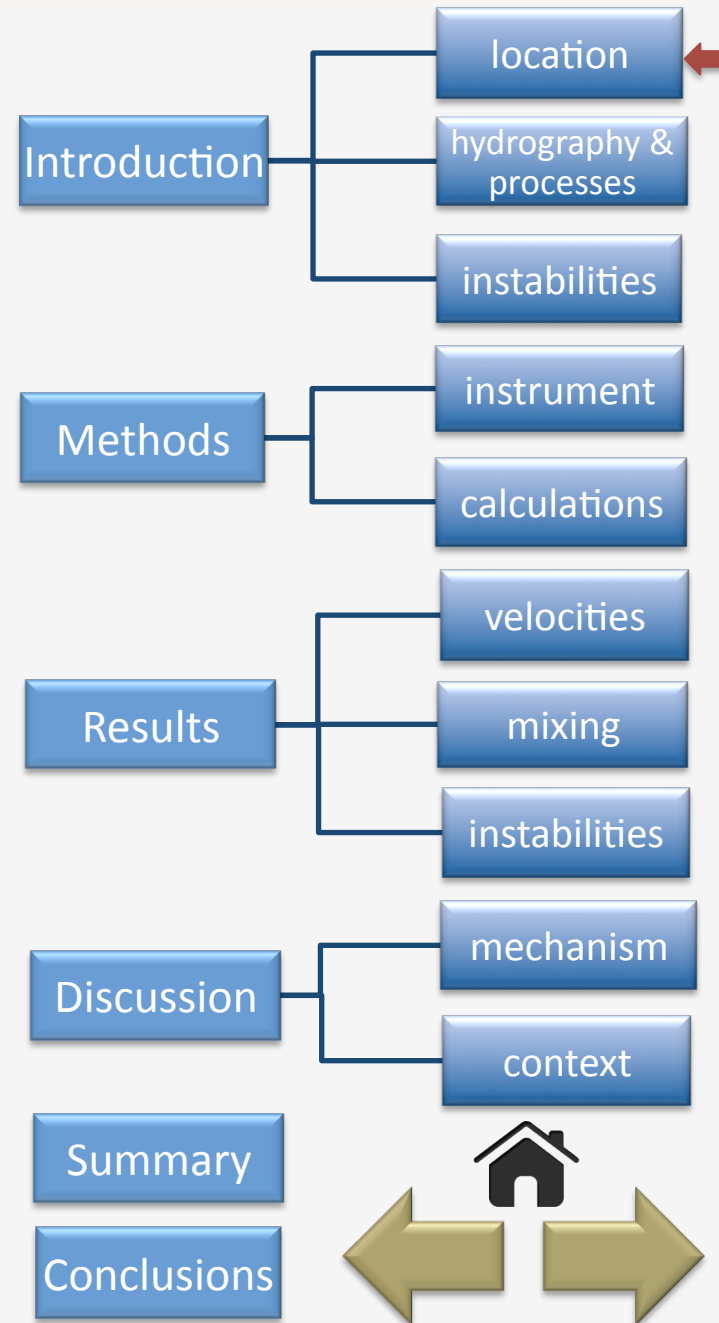 Introduction
location
hydrography &
processes
instabilities
Methods
instrument
calculations
Results
velocities
mixing
instabilities
Discussion
mechanism
context
Summary
Conclusions